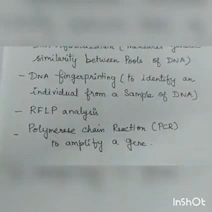 similarity between Pools of DNA)
- DNA fingerprinting (to identify an
individual from a Sample of DNA)
- RFLP analysis
- Polymerase chain Reaction (PCR)
to amplify a gene.
InShOt